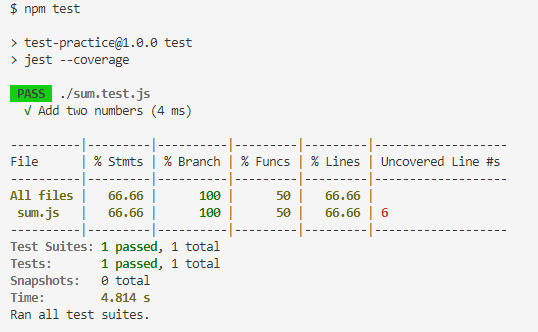 $ npm test
> test-practice@1.0.0 test
> jest --coverage
PASS ./sum.test.js
√ Add two numbers (4 ms)
----------|---------|----------|---------|---------|-------------------
File      | % Stmts | % Branch | % Funcs | % Lines | Uncovered Line #s
----------|---------|----------|---------|---------|-------------------
All files |   66.66 |      100 |      50 |   66.66 |
 sum.js   |   66.66 |      100 |      50 |   66.66 | 6
----------|---------|----------|---------|---------|-------------------
Test Suites: 1 passed, 1 total
Tests:       1 passed, 1 total
Snapshots:   0 total
Time:        4.814 s
Ran all test suites.